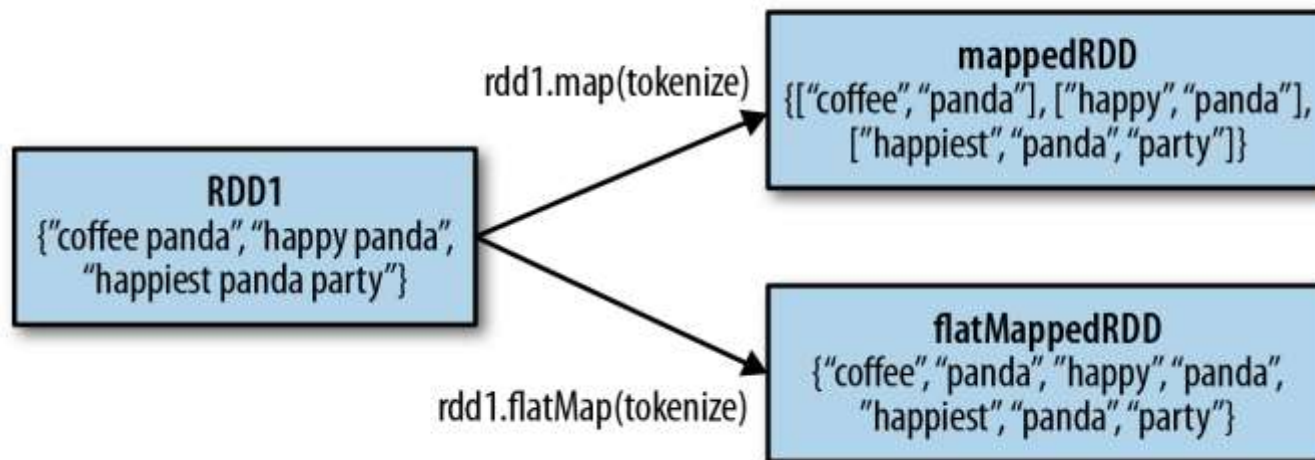 rdd1.map(tokenize)
mappedRDD
{[“coffee”, “panda”], [“happy”, “panda”],
[”happiest”, “panda”, “party”]}
RDD1
{”coffee panda”, “happy panda”,
“happiest panda party”}
flatMappedRDD
{“coffee”, “panda”, ”happy”, “panda”,
”happiest”, “panda”, “party”}
rdd1.flatMap(tokenize)